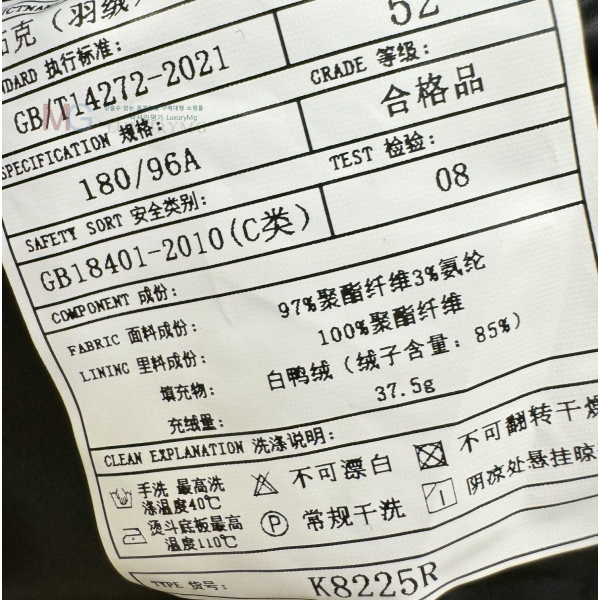 克（羽绒）
52
DARD 执行标准：
GB/T14272-2021
GRADE 等级：
合格品
SPECIFICATION 规格：
180/96A
TEST 检验：
08
SAFETY SORT 安全类别：
GB18401-2010(C类)
COMPONENT 成份：
FABRIC 面料成份：
97%聚酯纤维3%氨纶
LINING 里料成份：
100%聚酯纤维
填充物：
白鸭绒（绒子含量：85%）
充绒量：
37.5g
CLEAN EXPLANATION 洗涤说明：
手洗 最高洗
涤温度40℃
不可漂白
不可翻转干燥
熨斗底板最高
温度110℃
常规干洗
阴凉处悬挂晾
TYPE 货号：
K8225R
MG
LuxuryMg